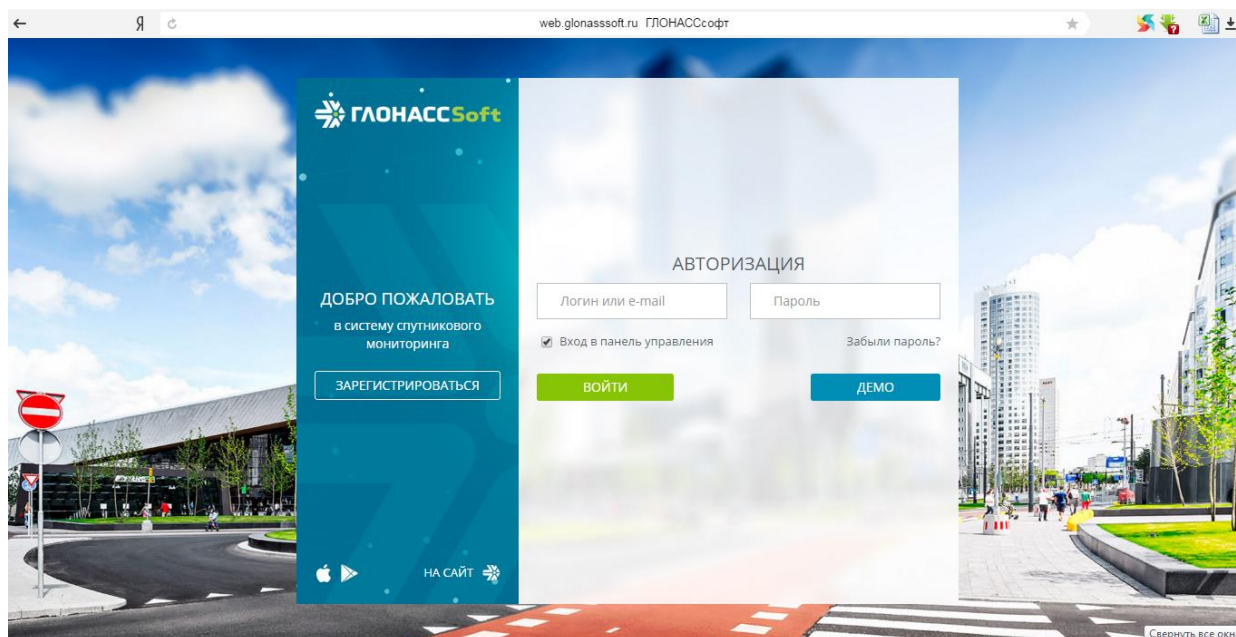 Я
web.glonasssoft.ru ГЛОНАССсофт
ГЛОНАССSoft
ДОБРО ПОЖАЛОВАТЬ
в систему спутникового
мониторинга
ЗАРЕГИСТРИРОВАТЬСЯ
НА САЙТ
АВТОРИЗАЦИЯ
Логин или e-mail
Пароль
Вход в панель управления
Забыли пароль?
ВОЙТИ
ДЕМО
Свернуть все окн